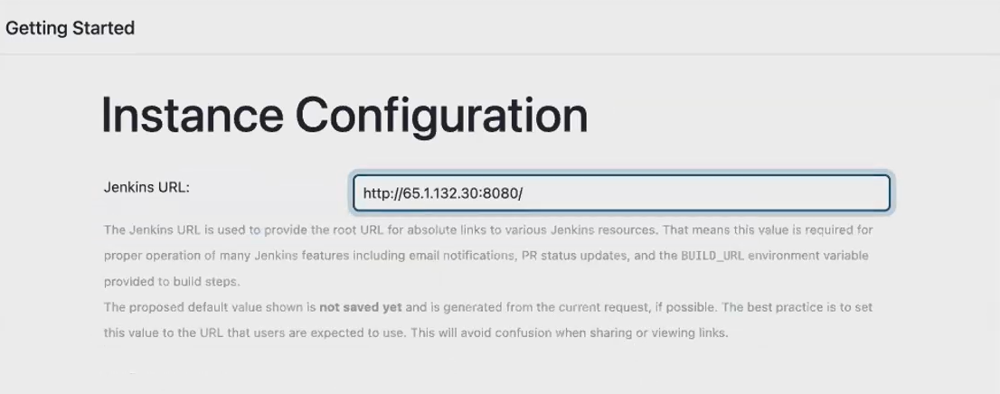 Getting Started
Instance Configuration
Jenkins URL:
http://65.1.132.30:8080/
The Jenkins URL is used to provide the root URL for absolute links to various Jenkins resources. That means this value is required for
proper operation of many Jenkins features including email notifications, PR status updates, and the BUILD_URL environment variable
provided to build steps.
The proposed default value shown is not saved yet and is generated from the current request, if possible. The best practice is to set
this value to the URL that users are expected to use. This will avoid confusion when sharing or viewing links.